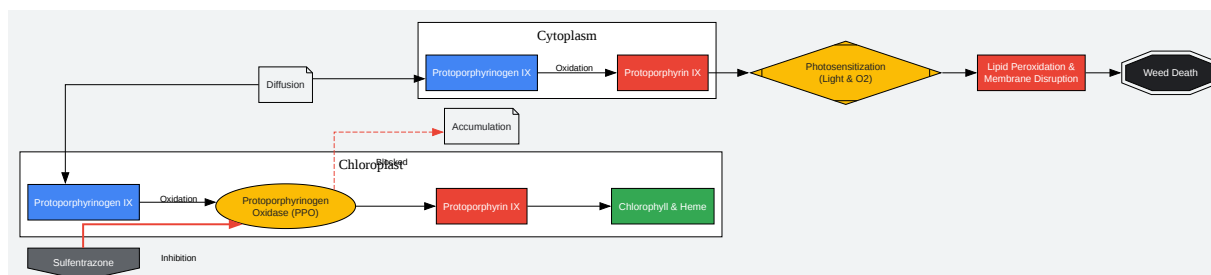 Cytoplasm
Protoporphyrinogen IX
Oxidation
Protoporphyrin IX
Photosensitization
(Light & O2)
Lipid Peroxidation &
Membrane Disruption
Weed Death
Diffusion
Accumulation
Blocked
Chloroplast
Protoporphyrinogen IX
Oxidation
Protoporphyrinogen
Oxidase (PPO)
Protoporphyrin IX
Chlorophyll & Heme
Sulfentrazone
Inhibition